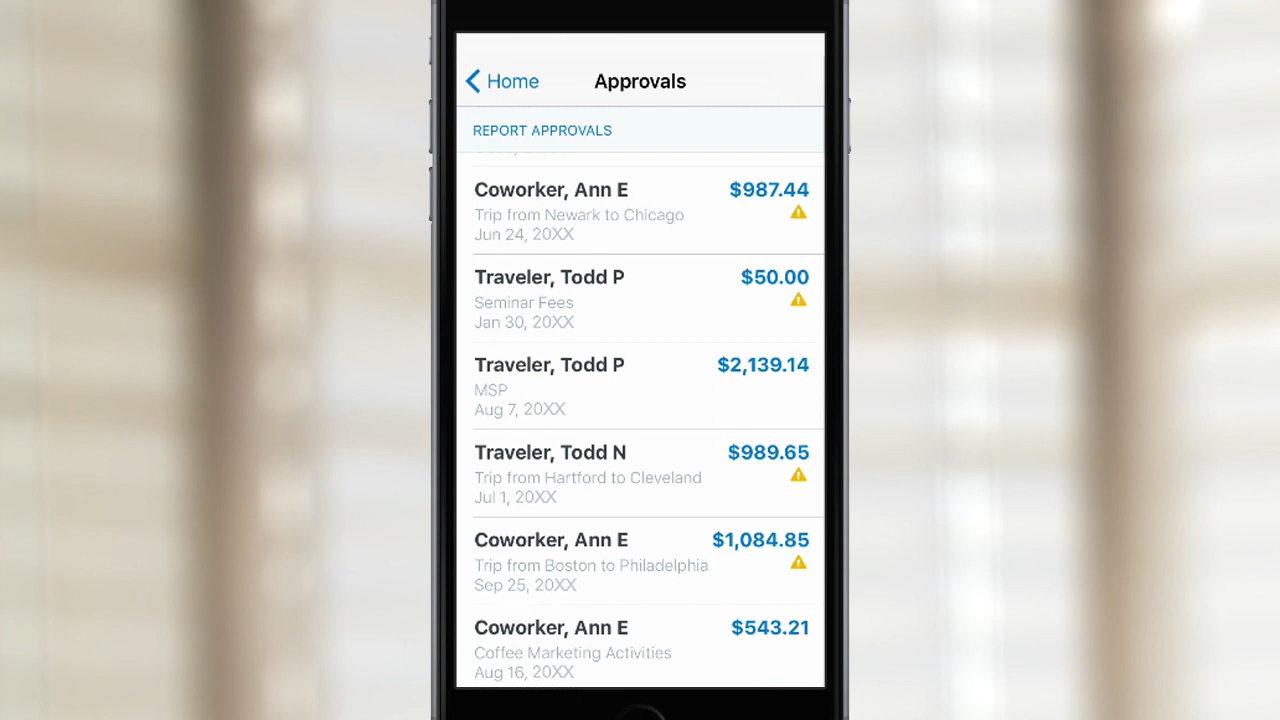 Home
Approvals
REPORT APPROVALS
Coworker, Ann E
$987.44
Trip from Newark to Chicago
Jun 24, 20XX
Traveler, Todd P
$50.00
Seminar Fees
Jan 30, 20XX
Traveler, Todd P
$2,139.14
MSP
Aug 7, 20XX
Traveler, Todd N
$989.65
Trip from Hartford to Cleveland
Jul 1, 20XX
Coworker, Ann E
$1,084.85
Trip from Boston to Philadelphia
Sep 25, 20XX
Coworker, Ann E
$543.21
Coffee Marketing Activities
Aug 16, 20XX